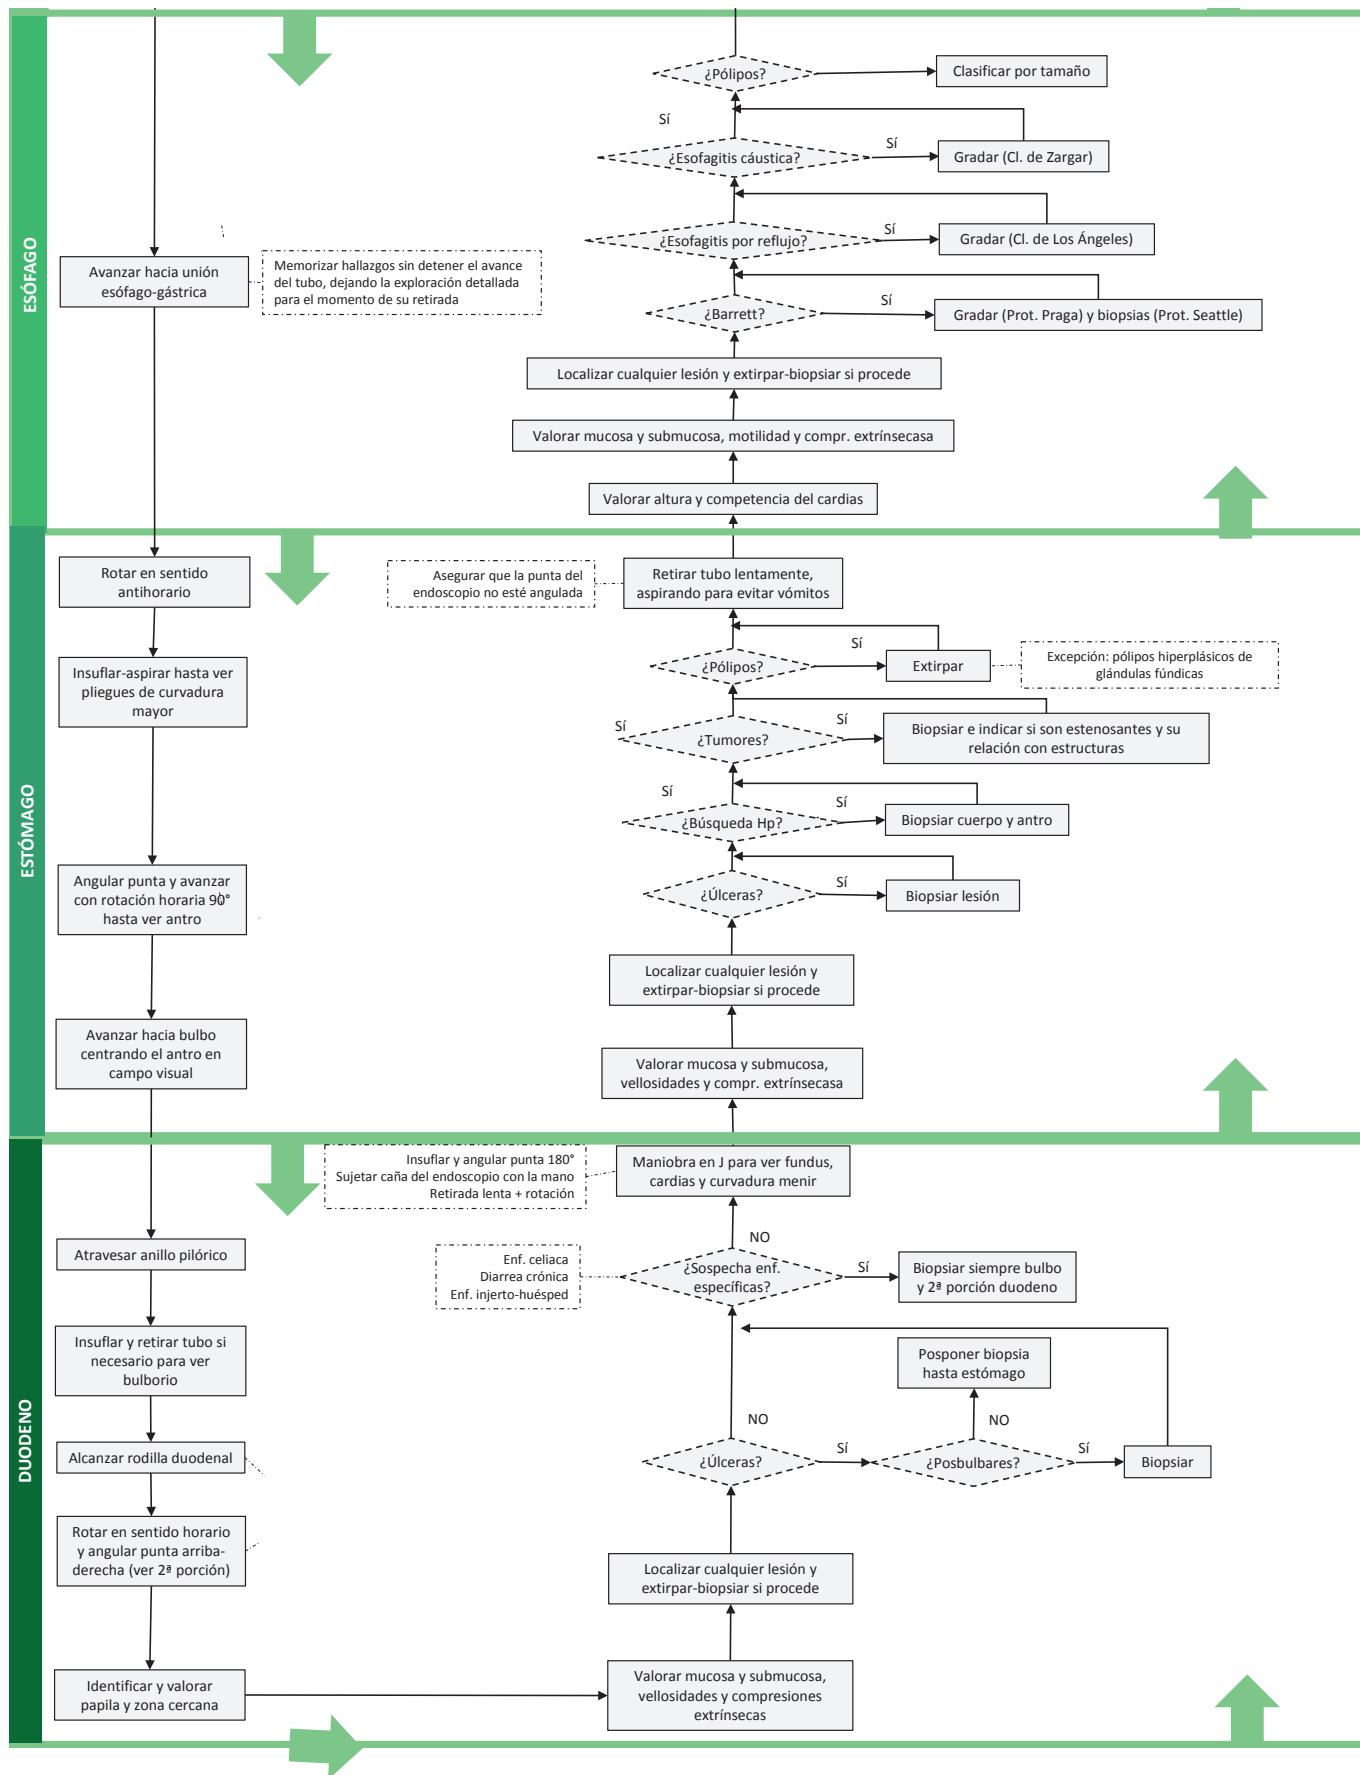 ESÓFAGO
¿Pólipos?
Clasificar por tamaño
Sí
¿Esofagitis cáustica?
Sí
Gradar (Cl. de Zargar)
¿Esofagitis por reflujo?
Sí
Gradar (Cl. de Los Ángeles)
Avanzar hacia unión
esófago-gástrica
Memorizar hallazgos sin detener el avance
del tubo, dejando la exploración detallada
para el momento de su retirada
¿Barrett?
Sí
Gradar (Prot. Praga) y biopsias (Prot. Seattle)
Localizar cualquier lesión y extirpar-biopsiar si procede
Valorar mucosa y submucosa, motilidad y compr. extrínsecasa
Valorar altura y competencia del cardias
ESTÓMAGO
Rotar en sentido
antihorario
Asegurar que la punta del
endoscopio no esté angulada
Retirar tubo lentamente,
aspirando para evitar vómitos
Insuflar-aspirar hasta ver
pliegues de curvadura
mayor
¿Pólipos?
Sí
Extirpar
Excepción: pólipos hiperplásicos de
glándulas fúndicas
Sí
¿Tumores?
Sí
Biopsiar e indicar si son estenosantes y su
relación con estructuras
Sí
¿Búsqueda Hp?
Sí
Biopsiar cuerpo y antro
Angular punta y avanzar
con rotación horaria 90°
hasta ver antro
¿Úlceras?
Sí
Biopsiar lesión
Localizar cualquier lesión y
extirpar-biopsiar si procede
Avanzar hacia bulbo
centrando el antro en
campo visual
Valorar mucosa y submucosa,
vellosidades y compr. extrínsecasa
DUODENO
Insuflar y angular punta 180°
Sujetar caña del endoscopio con la mano
Retirada lenta + rotación
Maniobra en J para ver fundus,
cardias y curvadura menir
NO
Atravesar anillo pilórico
Enf. celiaca
Diarrea crónica
Enf. injerto-huésped
¿Sospecha enf.
específicas?
Sí
Biopsiar siempre bulbo
y 2ª porción duodeno
Insuflar y retirar tubo si
necesario para ver
bulborio
Posponer biopsia
hasta estómago
NO
NO
Alcanzar rodilla duodenal
¿Úlceras?
Sí
¿Posbulbares?
Sí
Biopsiar
Rotar en sentido horario
y angular punta arriba-
derecha (ver 2ª porción)
Localizar cualquier lesión y
extirpar-biopsiar si procede
Identificar y valorar
papila y zona cercana
Valorar mucosa y submucosa,
vellosidades y compresiones
extrínsecas